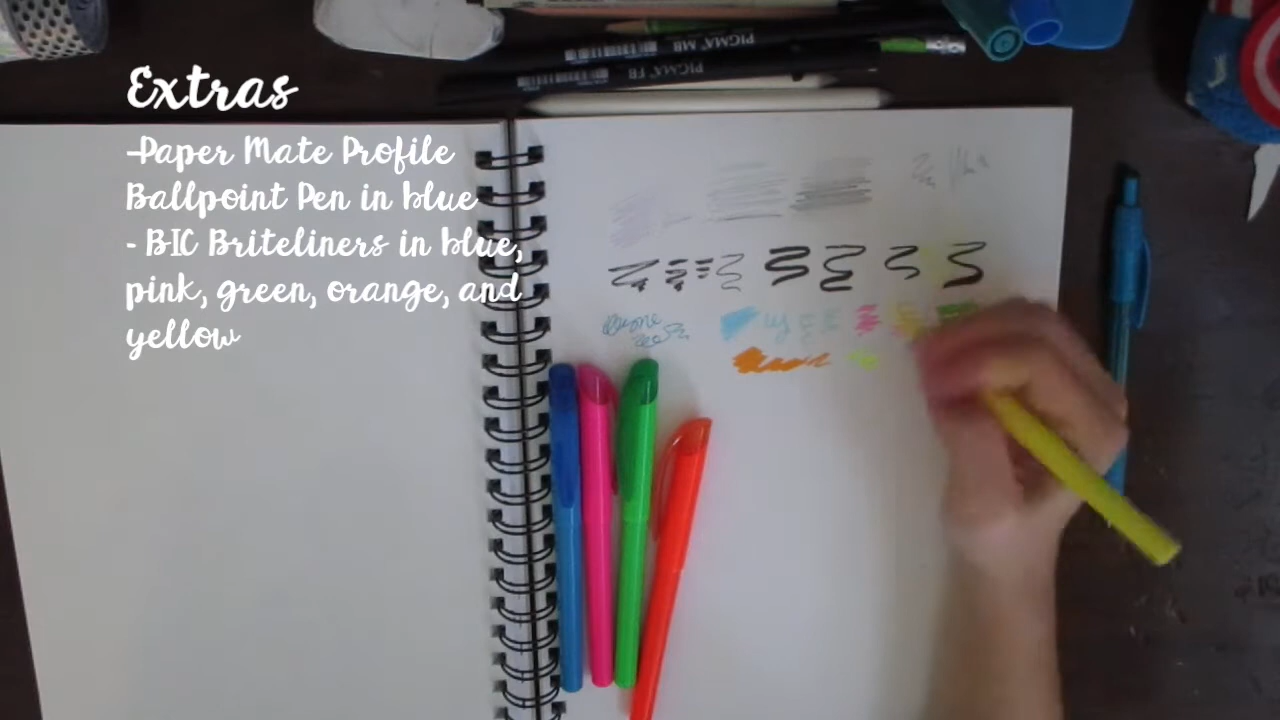 Extras
-Paper Mate Profile
Ballpoint Pen in blue
- BIC Briteliners in blue,
pink, green, orange, and
yellow
PIGMA MB
PIGMA FB